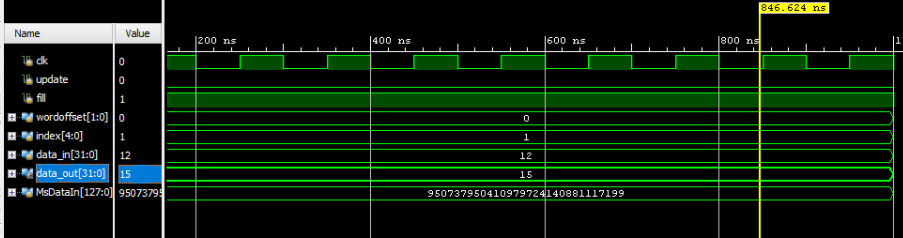 846.624 ns
Name Value
200 ns 400 ns 600 ns 800 ns 1
clk 0
update 0
fill 1
wordoffset[1:0] 0 0
index[4:0] 1 1
data_in[31:0] 12 12
data_out[31:0] 15 15
MsDataIn[127:0] 95073795 95073795041097972414088​1117199